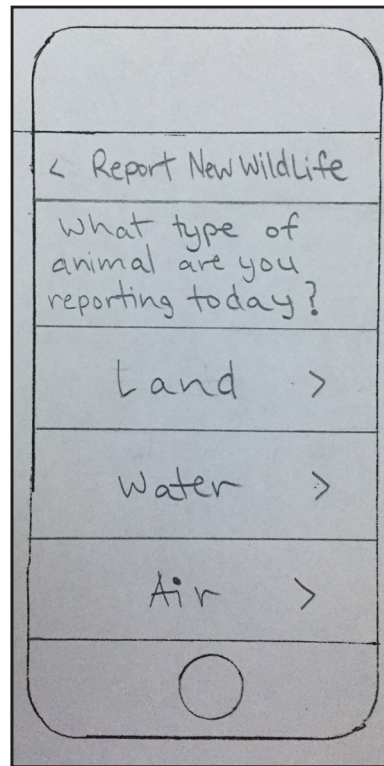 < Report New WildLife
What type of
animal are you
reporting today?
Land >
Water >
Air >